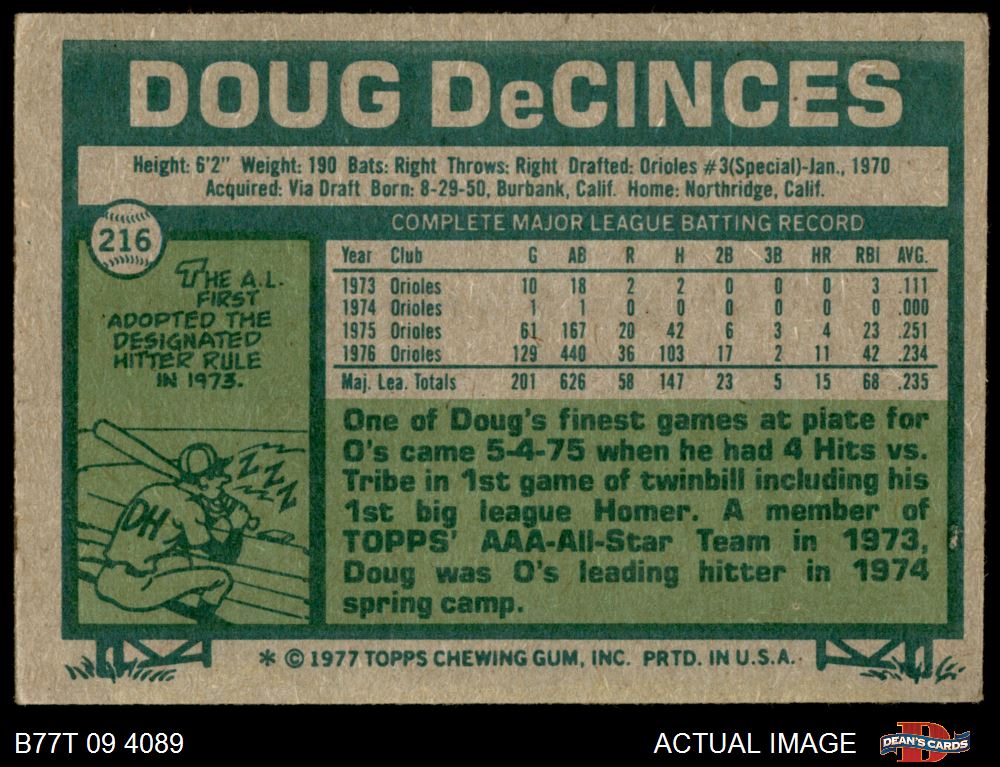 DOUG DeCINCES
Height: 6'2" Weight: 190 Bats: Right Throws: Right Drafted: Orioles #3(Special)-Jan., 1970
Acquired: Via Draft Born: 8-29-50, Burbank, Calif. Home: Northridge, Calif.
216
THE A.L.
FIRST
ADOPTED THE
DESIGNATED
HITTER RULE
IN 1973.
DH
ZZZ
ZZZ
COMPLETE MAJOR LEAGUE BATTING RECORD
Year Club G AB R H 2B 3B HR RBI AVG.
1973 Orioles 10 18 2 2 0 0 0 3 .111
1974 Orioles 1 1 0 0 0 0 0 0 .000
1975 Orioles 61 167 20 42 6 3 4 23 .251
1976 Orioles 129 440 36 103 17 2 11 42 .234
Maj. Lea. Totals 201 626 58 147 23 5 15 68 .235
One of Doug's finest games at plate for
O's came 5-4-75 when he had 4 Hits vs.
Tribe in 1st game of twinbill including his
1st big league Homer. A member of
TOPPS' AAA-All-Star Team in 1973,
Doug was O's leading hitter in 1974
spring camp.
* © 1977 TOPPS CHEWING GUM, INC. PRTD. IN U.S.A.
B77T 09 4089
ACTUAL IMAGE
D
DEAN'S CARDS